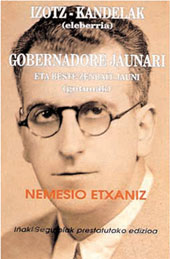 IZOTZ - KANDELAK
(eleberria)
GOBERNADORE JAUNARI
ETA BESTE ZENBAIT JAUNI
(gutunak)
NEMESIO ETXANIZ
Iñaki Segurolak prestatutako edizioa